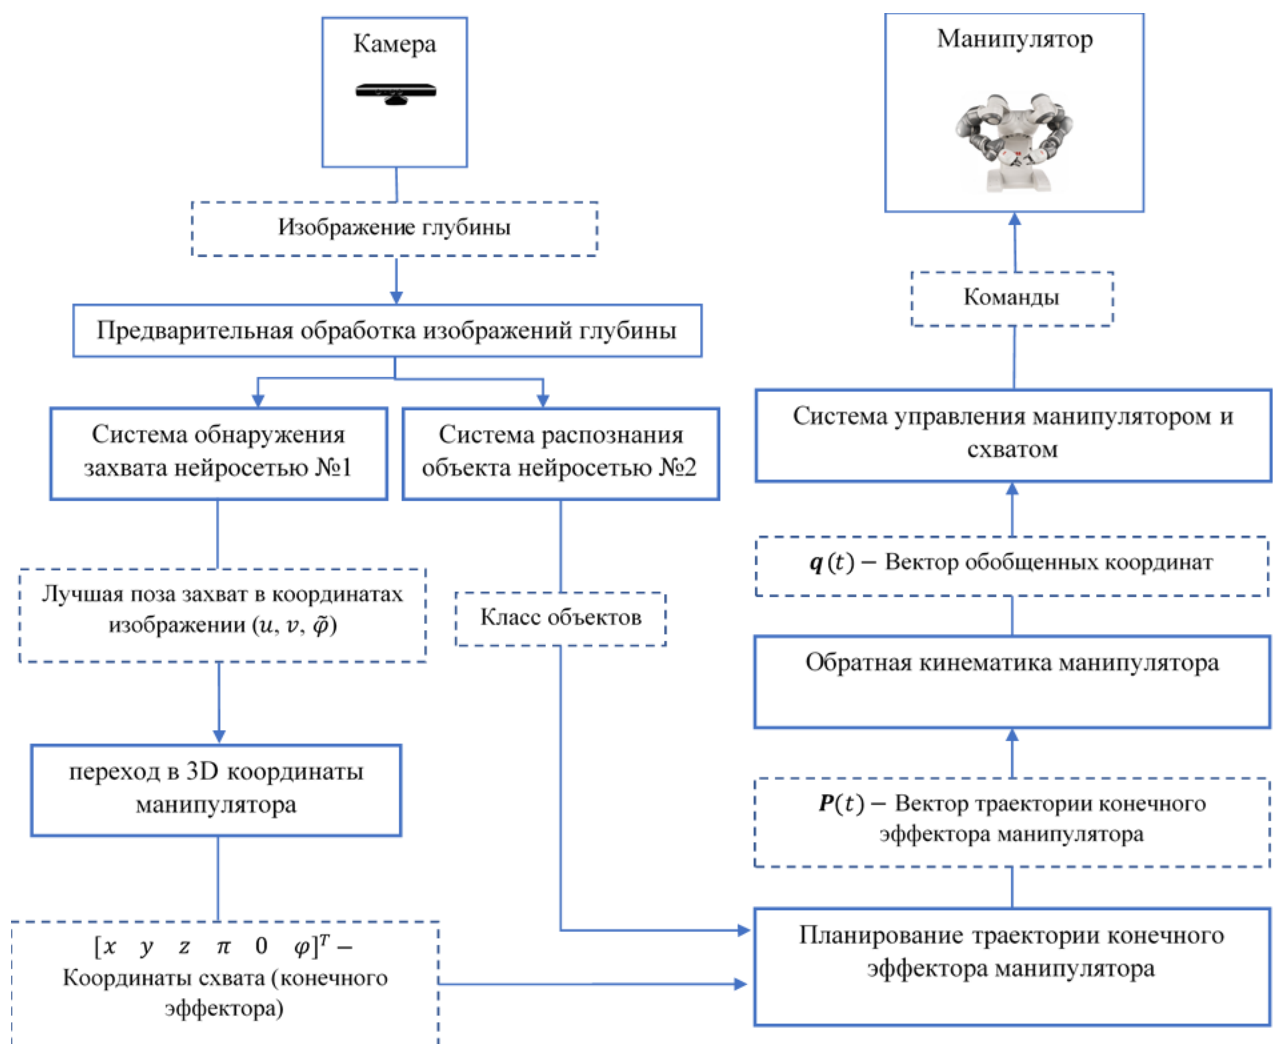 Камера
Изображение глубины
Предварительная обработка изображений глубины
Система обнаружения
захвата нейросетью №1
Система распознания
объекта нейросетью №2
Лучшая поза захват в координатах
изображении (u, v, φ̃)
Класс объектов
переход в 3D координаты
манипулятора
[x y z π 0 φ]ᵀ –
Координаты схвата (конечного
эффектора)
Манипулятор
Команды
Система управления манипулятором и
схватом
q(t) – Вектор обобщенных координат
Обратная кинематика манипулятора
P(t) – Вектор траектории конечного
эффектора манипулятора
Планирование траектории конечного
эффектора манипулятора